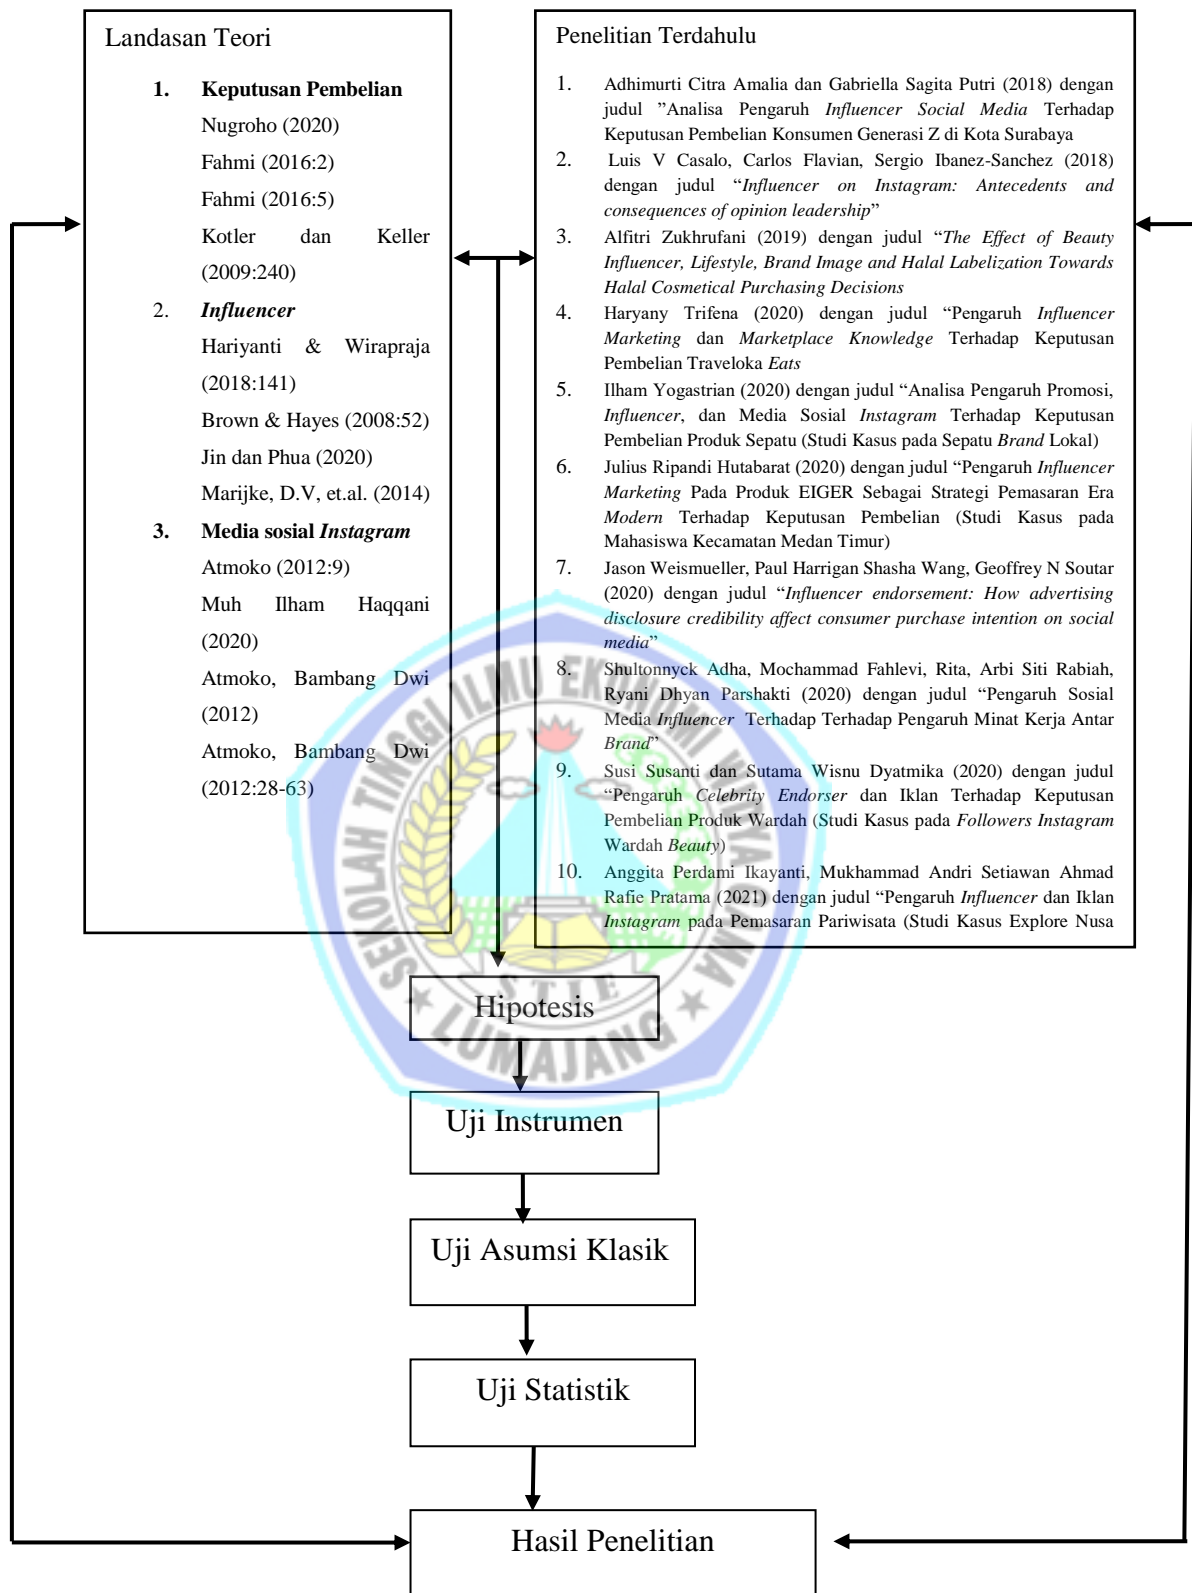 Landasan Teori
1. Keputusan Pembelian
Nugroho (2020)
Fahmi (2016:2)
Fahmi (2016:5)
Kotler dan Keller
(2009:240)
2. Influencer
Hariyanti & Wirapraja
(2018:141)
Brown & Hayes (2008:52)
Jin dan Phua (2020)
Marijke, D.V, et.al. (2014)
3. Media sosial Instagram
Atmoko (2012:9)
Muh Ilham Haqqani
(2020)
Atmoko, Bambang Dwi
(2012)
Atmoko, Bambang Dwi
(2012:28-63)
Penelitian Terdahulu
1. Adhimurti Citra Amalia dan Gabriella Sagita Putri (2018) dengan
judul ”Analisa Pengaruh Influencer Social Media Terhadap
Keputusan Pembelian Konsumen Generasi Z di Kota Surabaya
2. Luis V Casalo, Carlos Flavian, Sergio Ibanez-Sanchez (2018)
dengan judul “Influencer on Instagram: Antecedents and
consequences of opinion leadership”
3. Alfitri Zukhrufani (2019) dengan judul “The Effect of Beauty
Influencer, Lifestyle, Brand Image and Halal Labelization Towards
Halal Cosmetical Purchasing Decisions
4. Haryany Trifena (2020) dengan judul “Pengaruh Influencer
Marketing dan Marketplace Knowledge Terhadap Keputusan
Pembelian Traveloka Eats
5. Ilham Yogastrian (2020) dengan judul “Analisa Pengaruh Promosi,
Influencer, dan Media Sosial Instagram Terhadap Keputusan
Pembelian Produk Sepatu (Studi Kasus pada Sepatu Brand Lokal)
6. Julius Ripandi Hutabarat (2020) dengan judul “Pengaruh Influencer
Marketing Pada Produk EIGER Sebagai Strategi Pemasaran Era
Modern Terhadap Keputusan Pembelian (Studi Kasus pada
Mahasiswa Kecamatan Medan Timur)
7. Jason Weismueller, Paul Harrigan Shasha Wang, Geoffrey N Soutar
(2020) dengan judul “Influencer endorsement: How advertising
disclosure credibility affect consumer purchase intention on social
media”
8. Shultonnyck Adha, Mochammad Fahlevi, Rita, Arbi Siti Rabiah,
Ryani Dhyan Parshakti (2020) dengan judul “Pengaruh Sosial
Media Influencer Terhadap Terhadap Pengaruh Minat Kerja Antar
Brand”
9. Susi Susanti dan Sutama Wisnu Dyatmika (2020) dengan judul
“Pengaruh Celebrity Endorser dan Iklan Terhadap Keputusan
Pembelian Produk Wardah (Studi Kasus pada Followers Instagram
Wardah Beauty)
10. Anggita Perdami Ikayanti, Mukhammad Andri Setiawan Ahmad
Rafie Pratama (2021) dengan judul “Pengaruh Influencer dan Iklan
Instagram pada Pemasaran Pariwisata (Studi Kasus Explore Nusa
SEKOLAH TINGGI ILMU EKONOMI WIDYA GAMA
STIE
LUMAJANG
Hipotesis
Uji Instrumen
Uji Asumsi Klasik
Uji Statistik
Hasil Penelitian